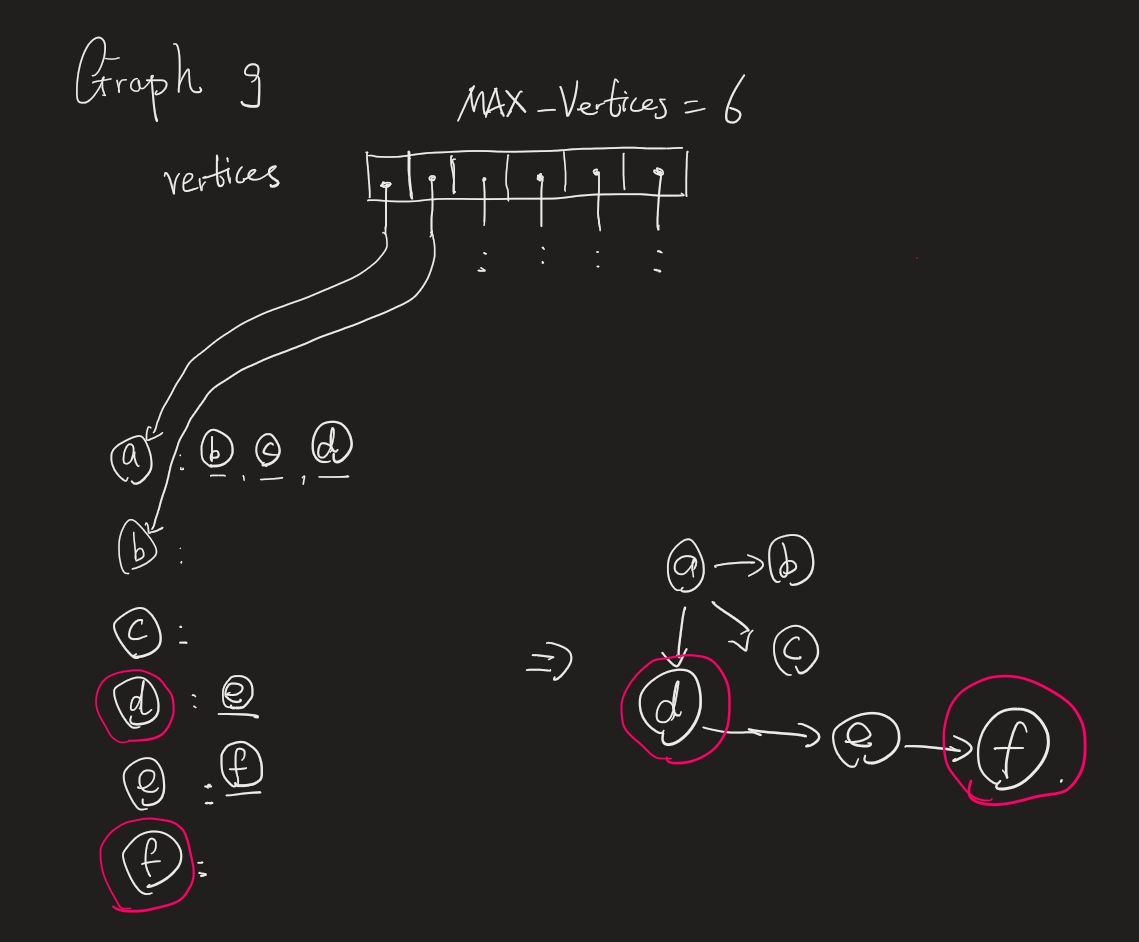 Graph g
MAX_Vertices = 6
vertices
a : b, c, d
b :
c :
d : e
e : f
f :
⇒
a → b
c
d → e → f